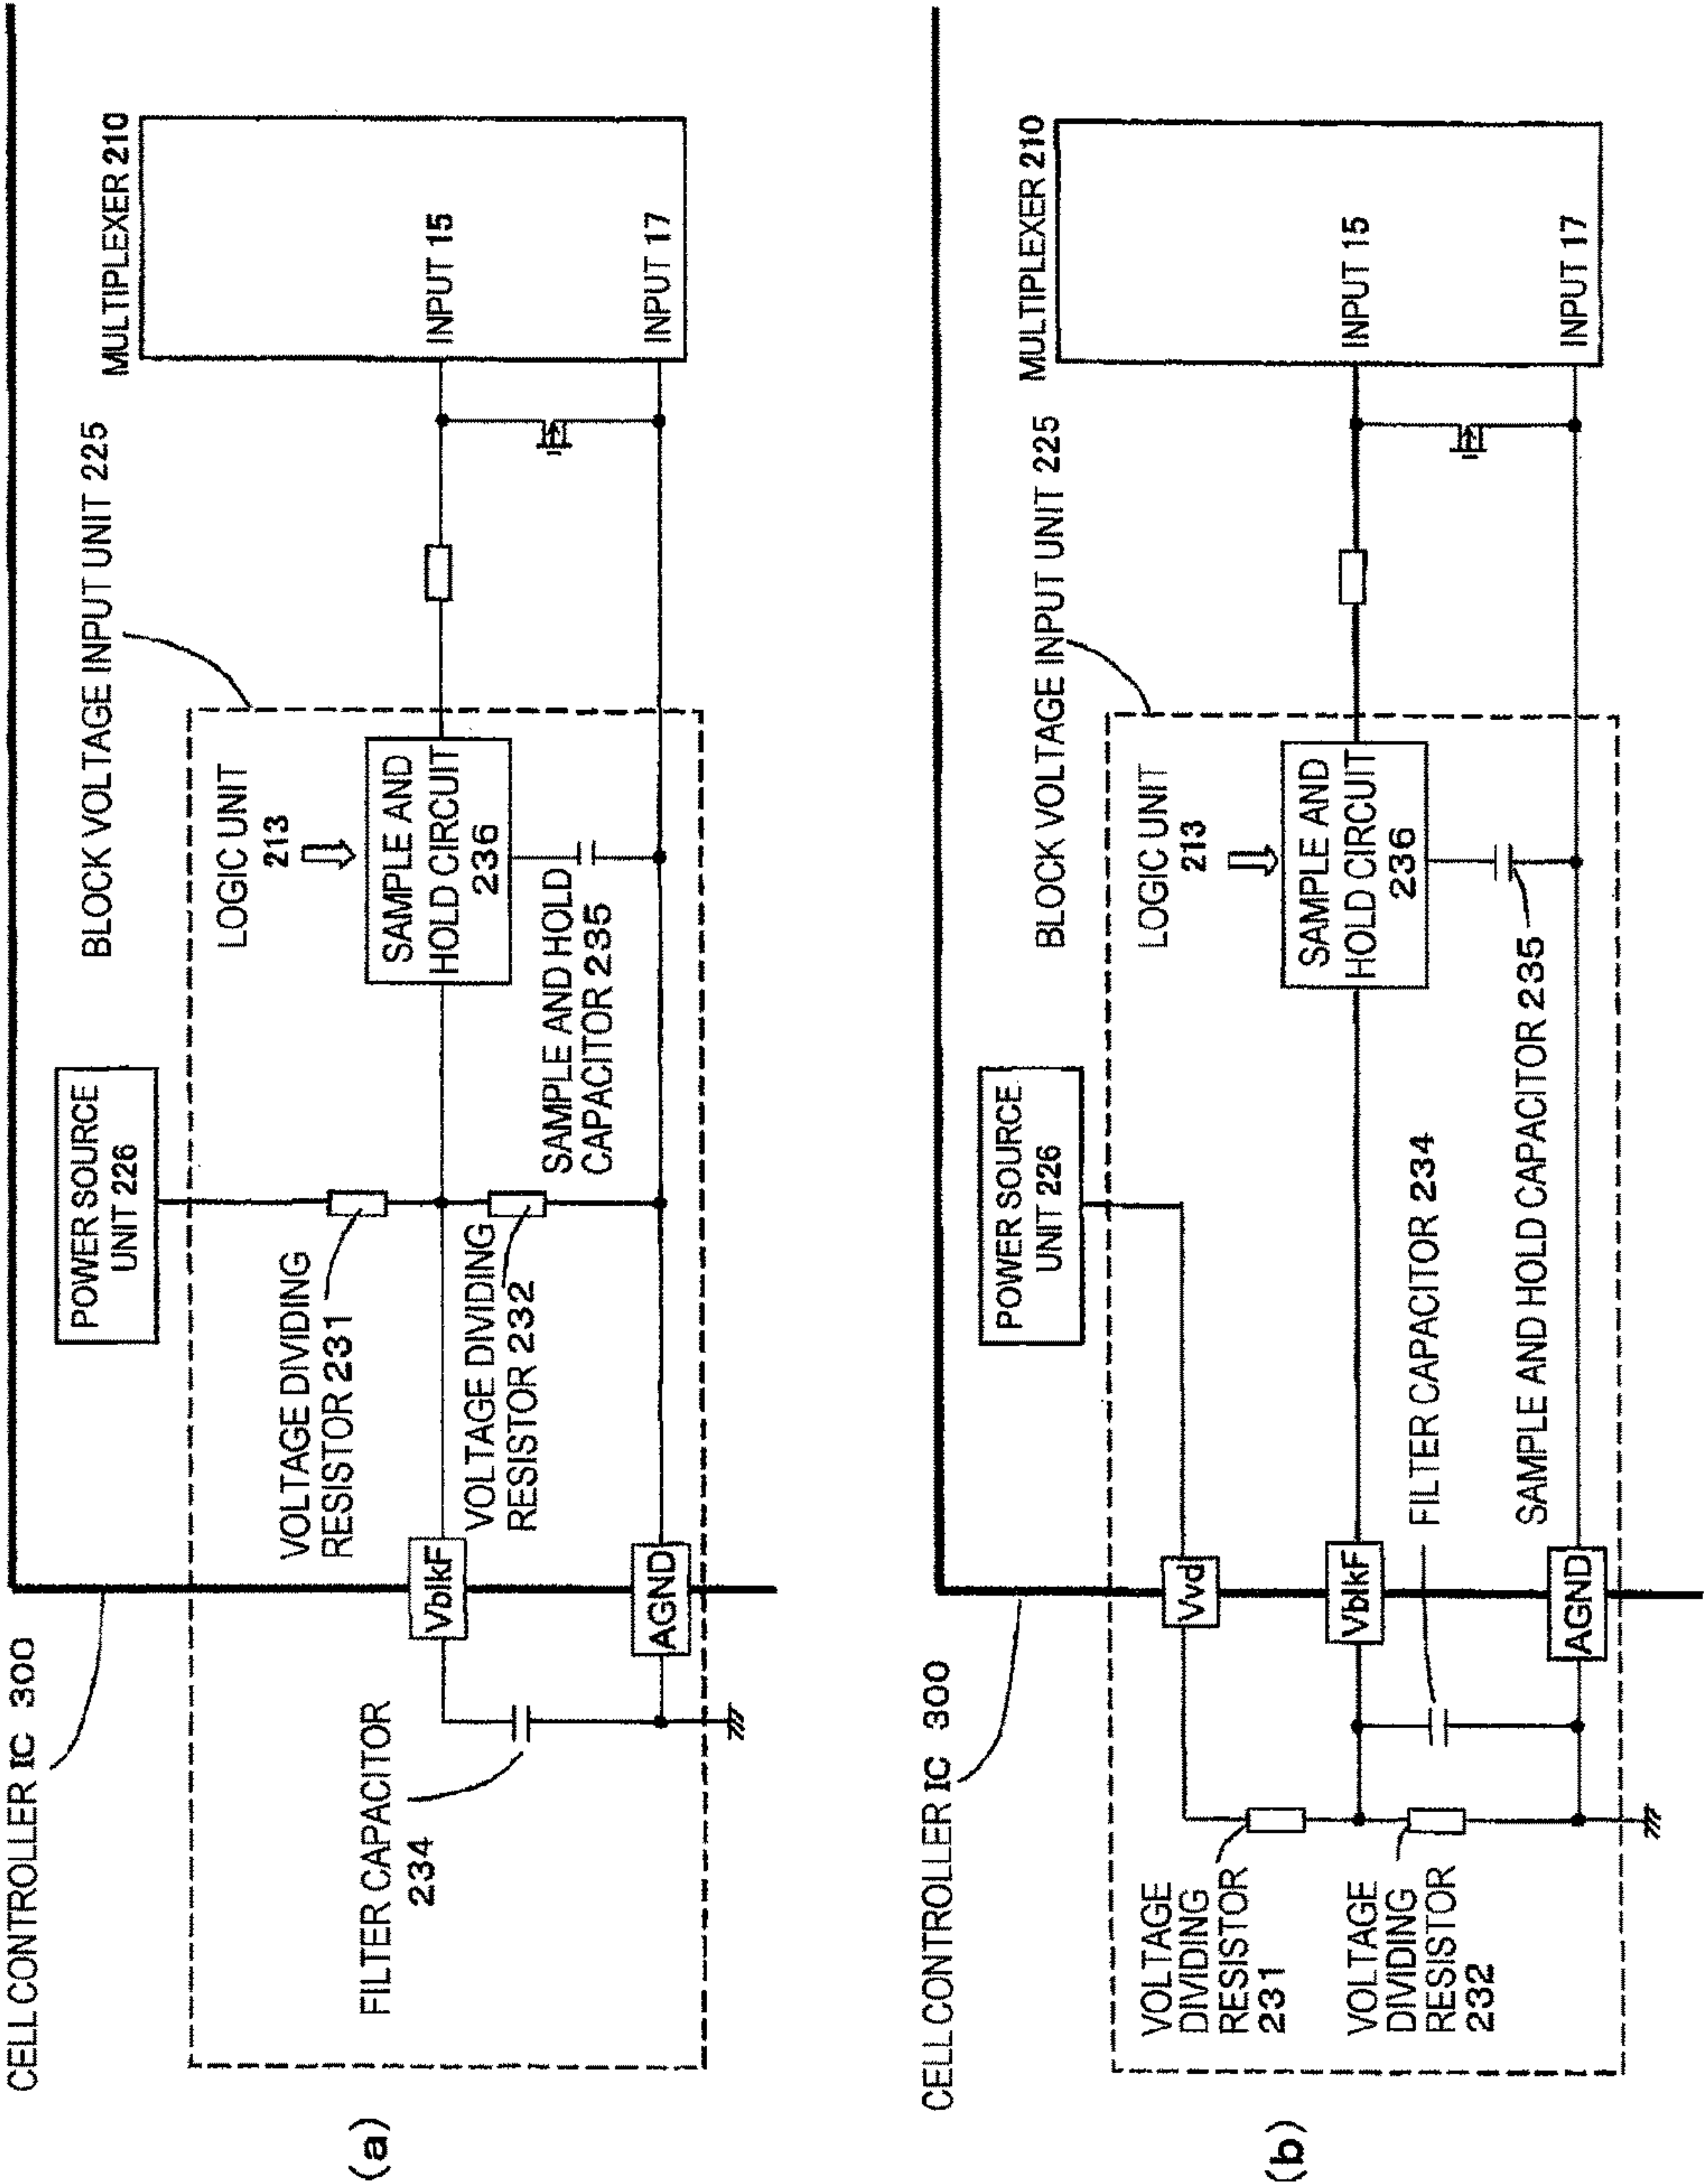 (a)
CELL CONTROLLER IC 300
FILTER CAPACITOR
234
VblkF
AGND
VOLTAGE DIVIDING
RESISTOR 231
VOLTAGE DIVIDING
RESISTOR 232
POWER SOURCE
UNIT 226
SAMPLE AND HOLD
CAPACITOR 235
LOGIC UNIT
213
SAMPLE AND
HOLD CIRCUIT
236
BLOCK VOLTAGE INPUT UNIT 225
MULTIPLEXER 210
INPUT 15
INPUT 17
(b)
CELL CONTROLLER IC 300
VOLTAGE
DIVIDING
RESISTOR
231
VOLTAGE
DIVIDING
RESISTOR
232
Vvd
VblkF
AGND
FILTER CAPACITOR 234
SAMPLE AND HOLD CAPACITOR 235
POWER SOURCE
UNIT 226
LOGIC UNIT
213
SAMPLE AND
HOLD CIRCUIT
236
BLOCK VOLTAGE INPUT UNIT 225
MULTIPLEXER 210
INPUT 15
INPUT 17